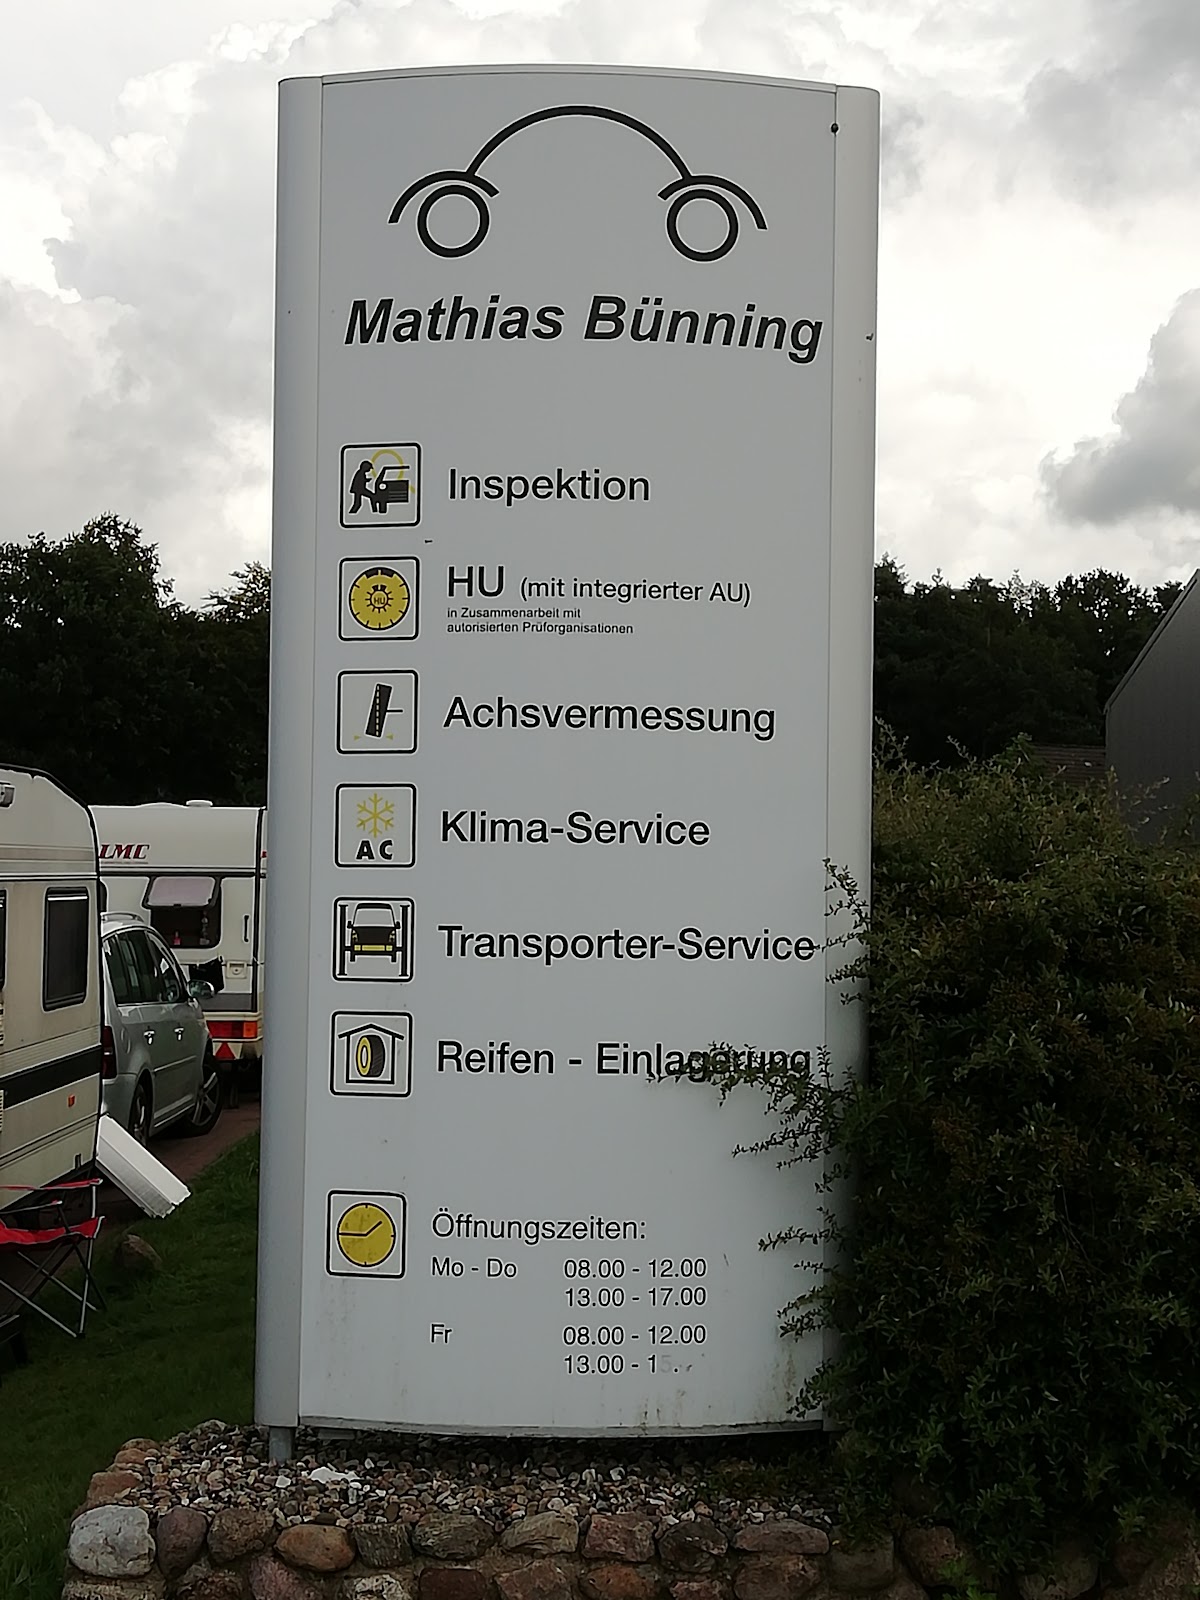 Mathias Bünning
Inspektion
HU
HU (mit integrierter AU)
in Zusammenarbeit mit
autorisierten Prüforganisationen
Achsvermessung
AC
Klima-Service
Transporter-Service
Reifen - Einlagerung
Öffnungszeiten:
Mo - Do 08.00 - 12.00
13.00 - 17.00
Fr 08.00 - 12.00
13.00 -
LMC